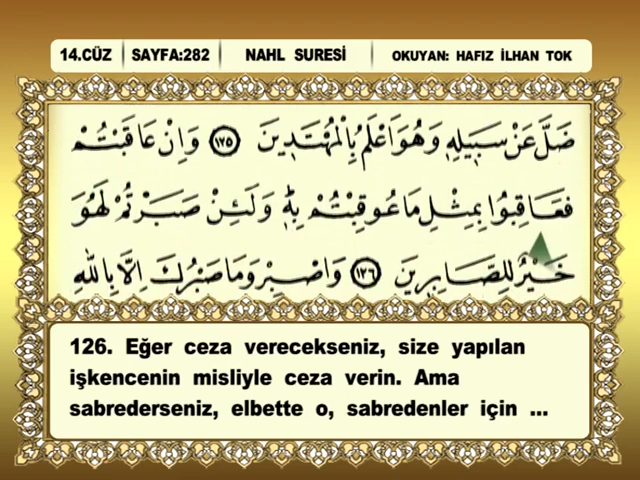 14.CÜZ SAYFA:282 NAHL SURESİ OKUYAN: HAFIZ İLHAN TOK
ضَلَّ عَنْ سَبٖيلِهٖ وَهُوَ اَعْلَمُ بِالْمُهْتَدٖينَ ﴿١٢٥﴾ وَاِنْ عَاقَبْتُمْ
فَعَاقِبُوا بِمِثْلِ مَا عُوقِبْتُمْ بِهٖؕ وَلَئِنْ صَبَرْتُمْ لَهُوَ
خَيْرٌ لِلصَّابِرٖينَ ﴿١٢٦﴾ وَاصْبِرْ وَمَا صَبْرُكَ اِلَّا بِاللّٰهِ
126. Eğer ceza verecekseniz, size yapılan
işkencenin misliyle ceza verin. Ama
sabrederseniz, elbette o, sabredenler için ...